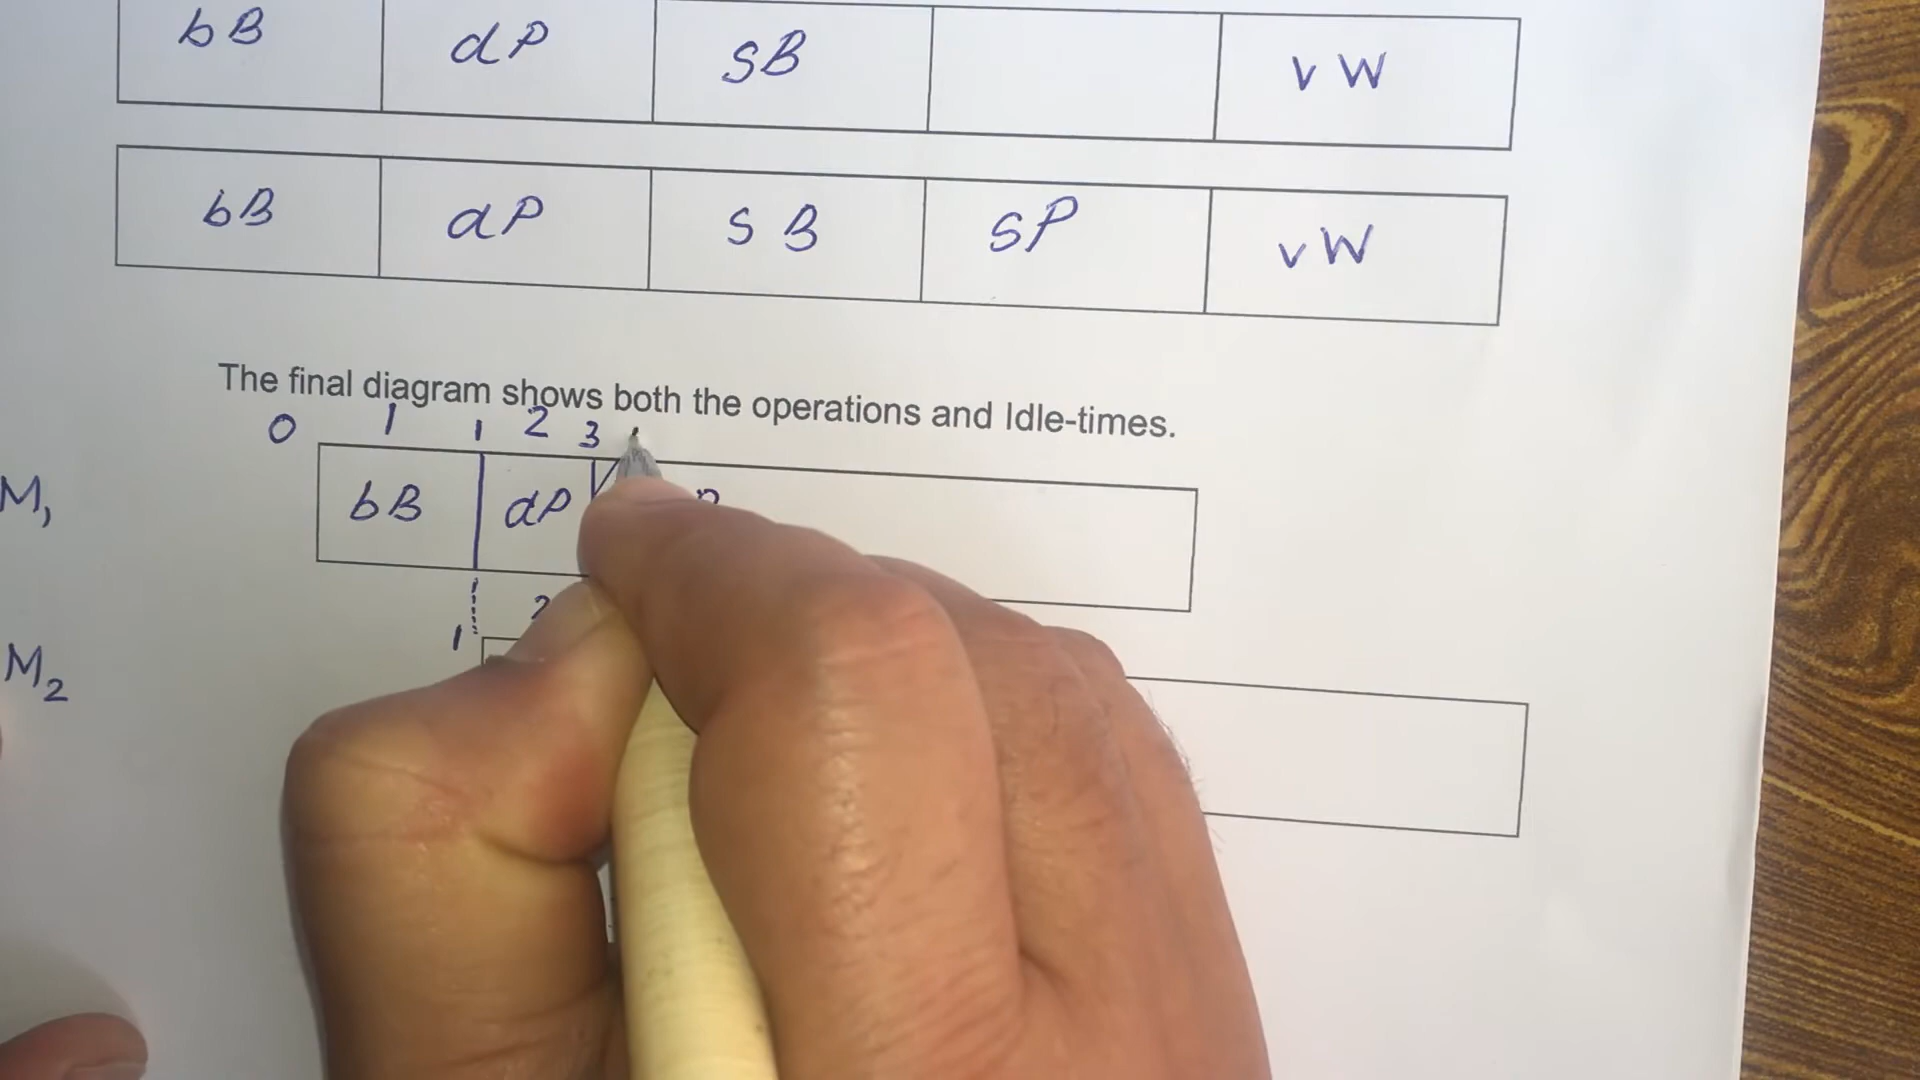 bB dP SB vW
bB dP SB SP vW
The final diagram shows both the operations and Idle-times.
0 1 1 2 3
M1 bB dP
1 2
M2